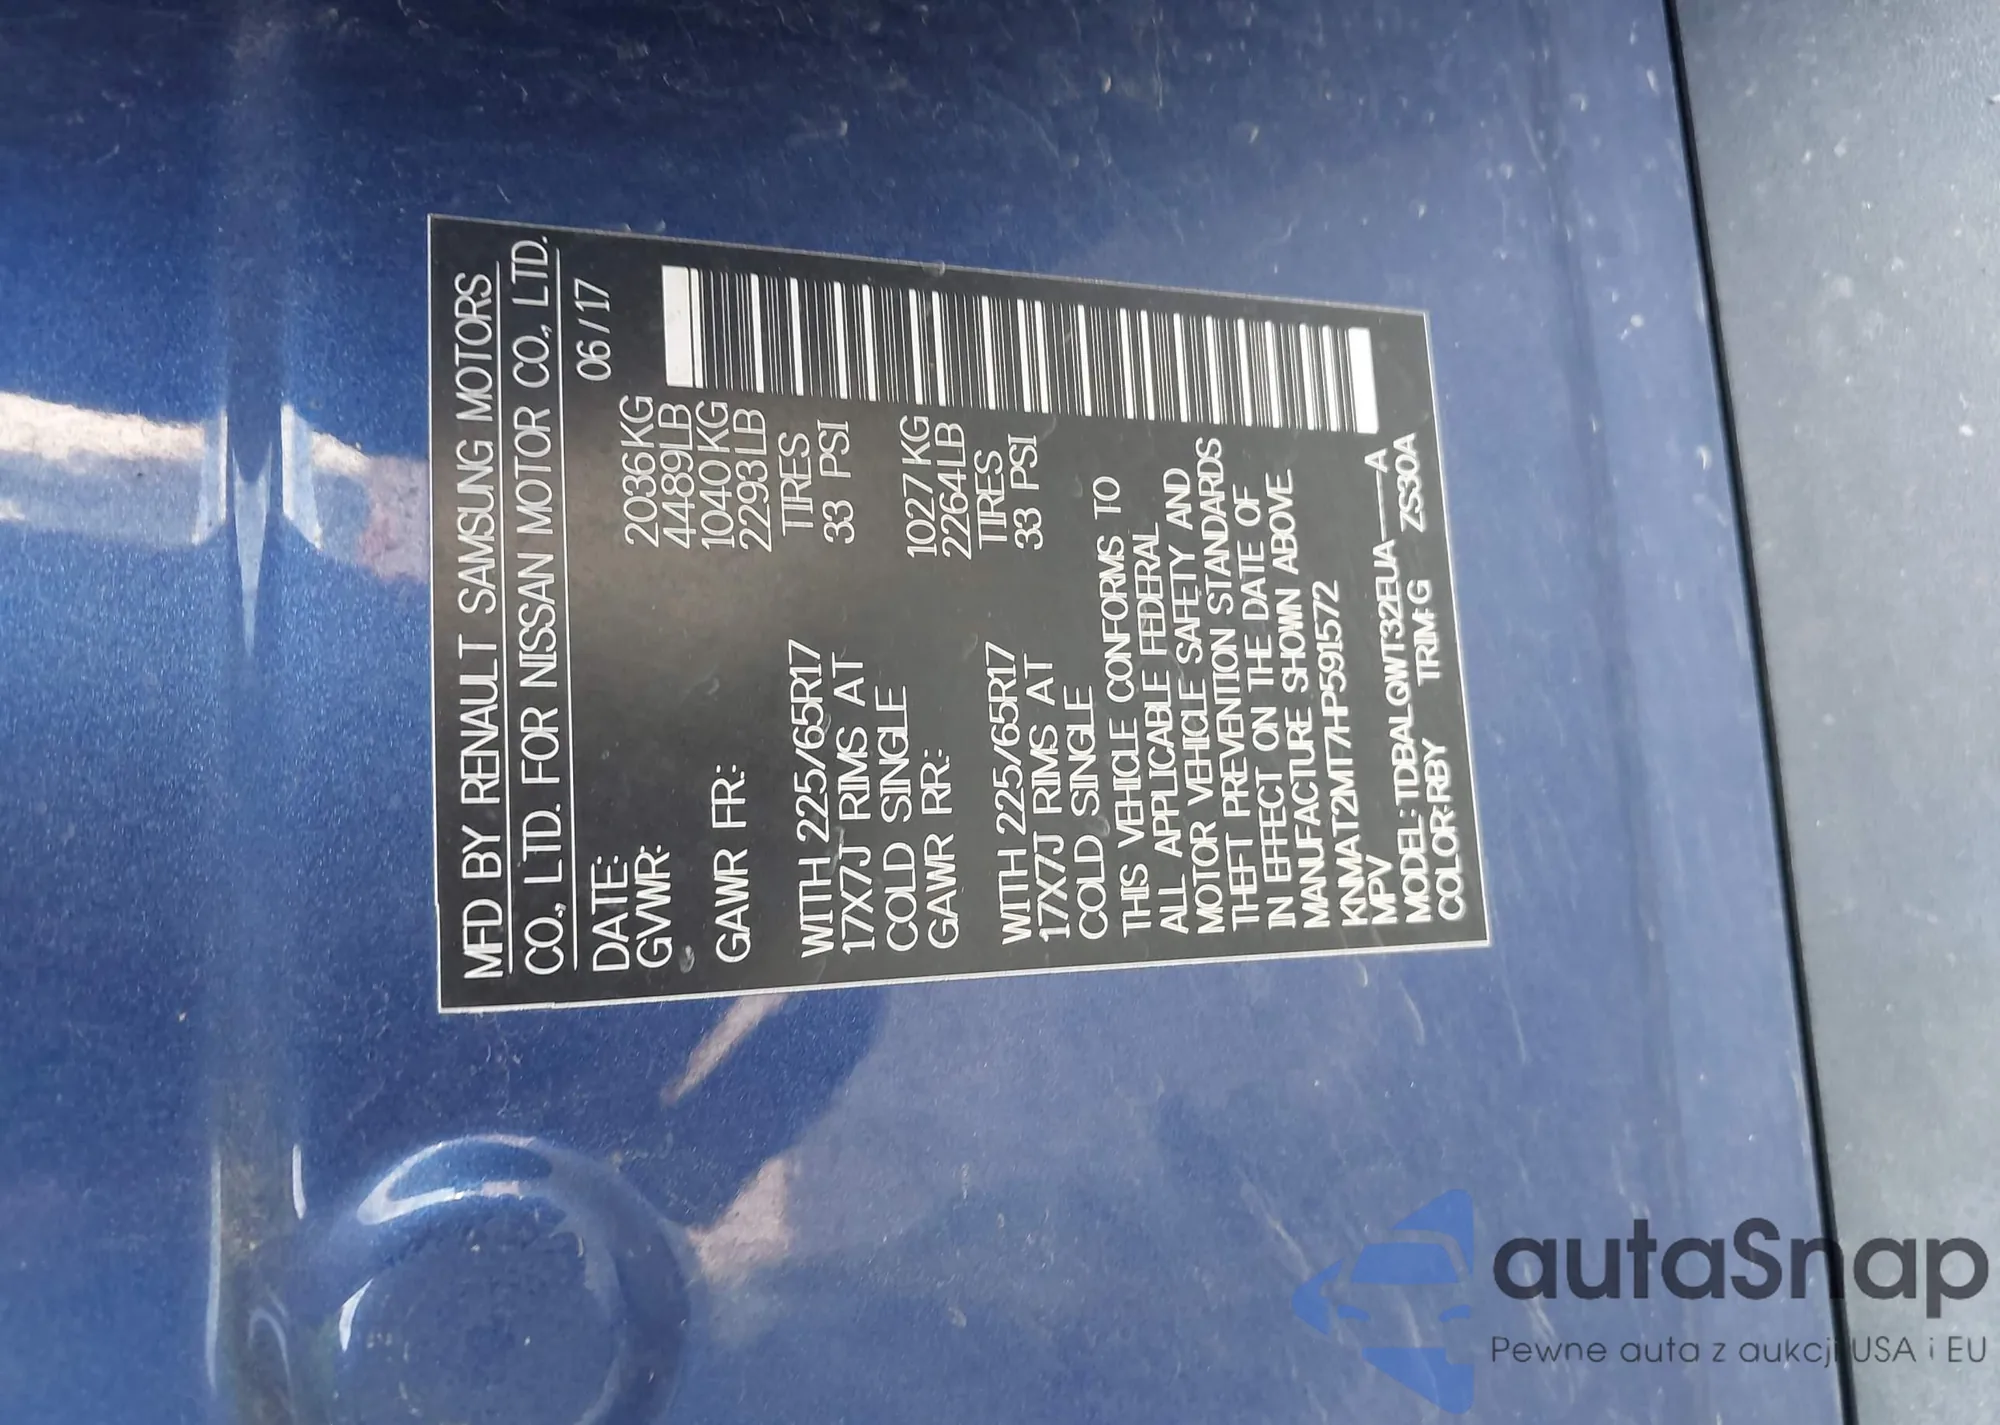 MFD BY RENAULT SAMSUNG MOTORS
CO., LTD. FOR NISSAN MOTOR CO., LTD.
DATE: 06/17
GVWR: 2036KG
4489LB
GAWR FR: 1040KG
2293LB
WITH 225/65R17 TIRES
17X7J RIMS AT 33 PSI
COLD SINGLE
GAWR RR: 1027KG
2264LB
WITH 225/65R17 TIRES
17X7J RIMS AT 33 PSI
COLD SINGLE
THIS VEHICLE CONFORMS TO
ALL APPLICABLE FEDERAL
MOTOR VEHICLE SAFETY AND
THEFT PREVENTION STANDARDS
IN EFFECT ON THE DATE OF
MANUFACTURE SHOWN ABOVE
KNMAT2MT7HP591572
MPV
MODEL: TDBALQWT32EUA----A
COLOR:RBY TRIM:G ZS30A
autaSnap
Pewne auta z aukcji USA i EU